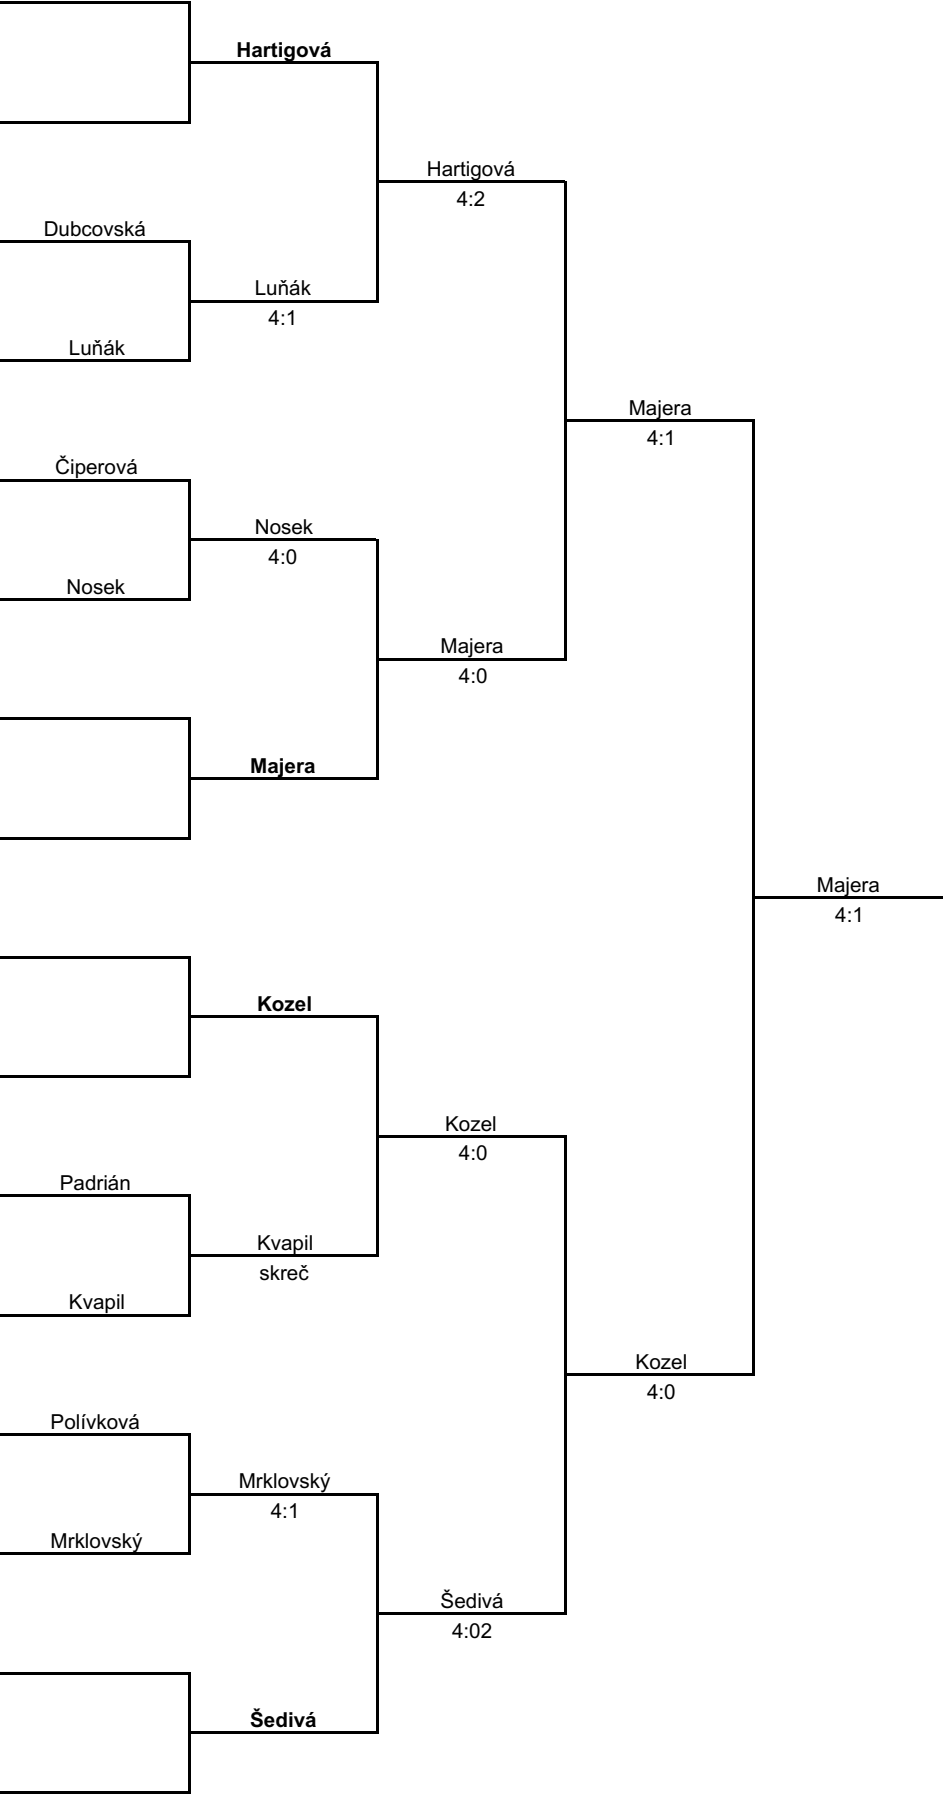 Hartigová
Hartigová
4:2
Dubcovská
Luňák
4:1
Luňák
Majera
4:1
Čiperová
Nosek
4:0
Nosek
Majera
4:0
Majera
Majera
4:1
Kozel
Kozel
4:0
Padrián
Kvapil
skreč
Kvapil
Kozel
4:0
Polívková
Mrklovský
4:1
Mrklovský
Šedivá
4:02
Šedivá